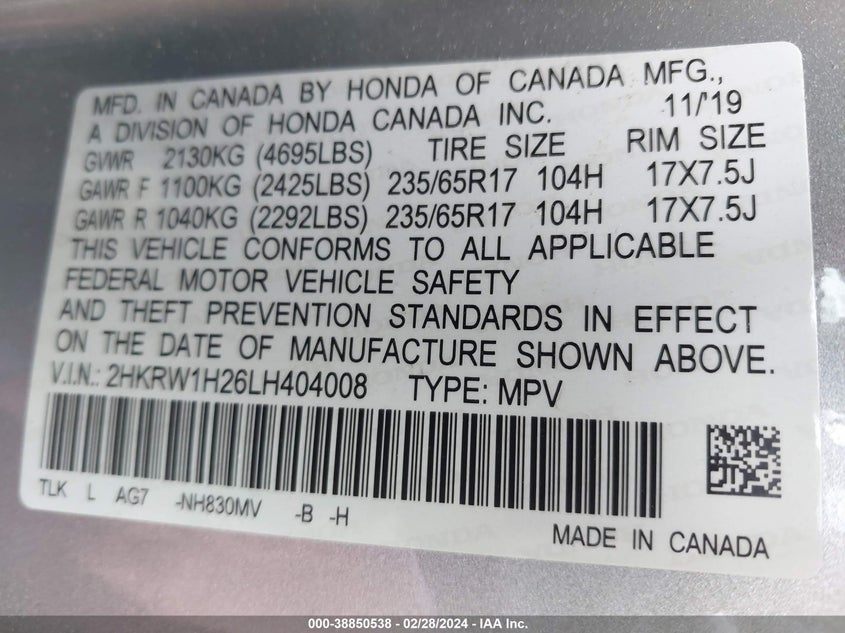 MFD. IN CANADA BY HONDA OF CANADA MFG.,
A DIVISION OF HONDA CANADA INC. 11/'19
GVWR 2130KG (4695LBS) TIRE SIZE RIM SIZE
GAWR F 1100KG (2425LBS) 235/65R17 104H 17X7.5J
GAWR R 1040KG (2292LBS) 235/65R17 104H 17X7.5J
THIS VEHICLE CONFORMS TO ALL APPLICABLE
FEDERAL MOTOR VEHICLE SAFETY
AND THEFT PREVENTION STANDARDS IN EFFECT
ON THE DATE OF MANUFACTURE SHOWN ABOVE.
V.I.N.: 2HKRW1H26LH404008 TYPE: MPV
TLK L AG7 -NH830MV -B -H
MADE IN CANADA
000-38850538 - 02/28/2024 - IAA Inc.